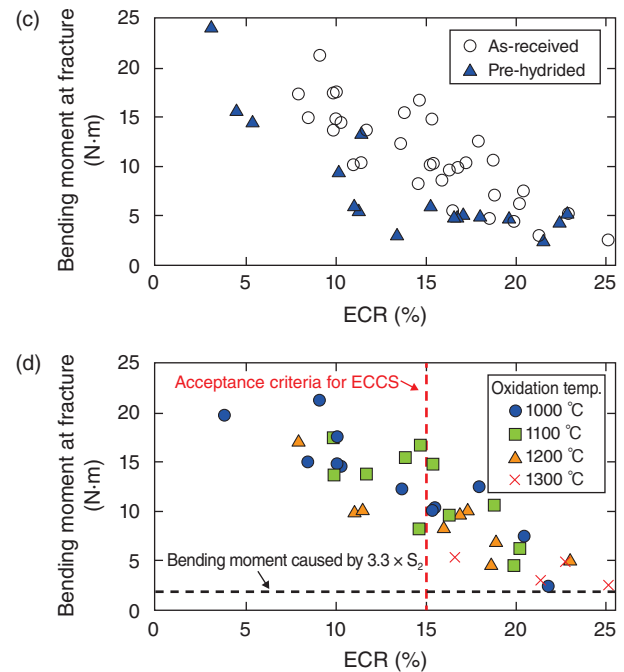 (c)
25
20
15
10
5
0
Bending moment at fracture
(N·m)
As-received
Pre-hydrided
0 5 10 15 20 25
ECR (%)
(d)
25
20
15
10
5
0
Bending moment at fracture
(N·m)
Acceptance criteria for ECCS
Oxidation temp.
1000 ℃
1100 ℃
1200 ℃
1300 ℃
Bending moment caused by 3.3 × S₂
0 5 10 15 20 25
ECR (%)